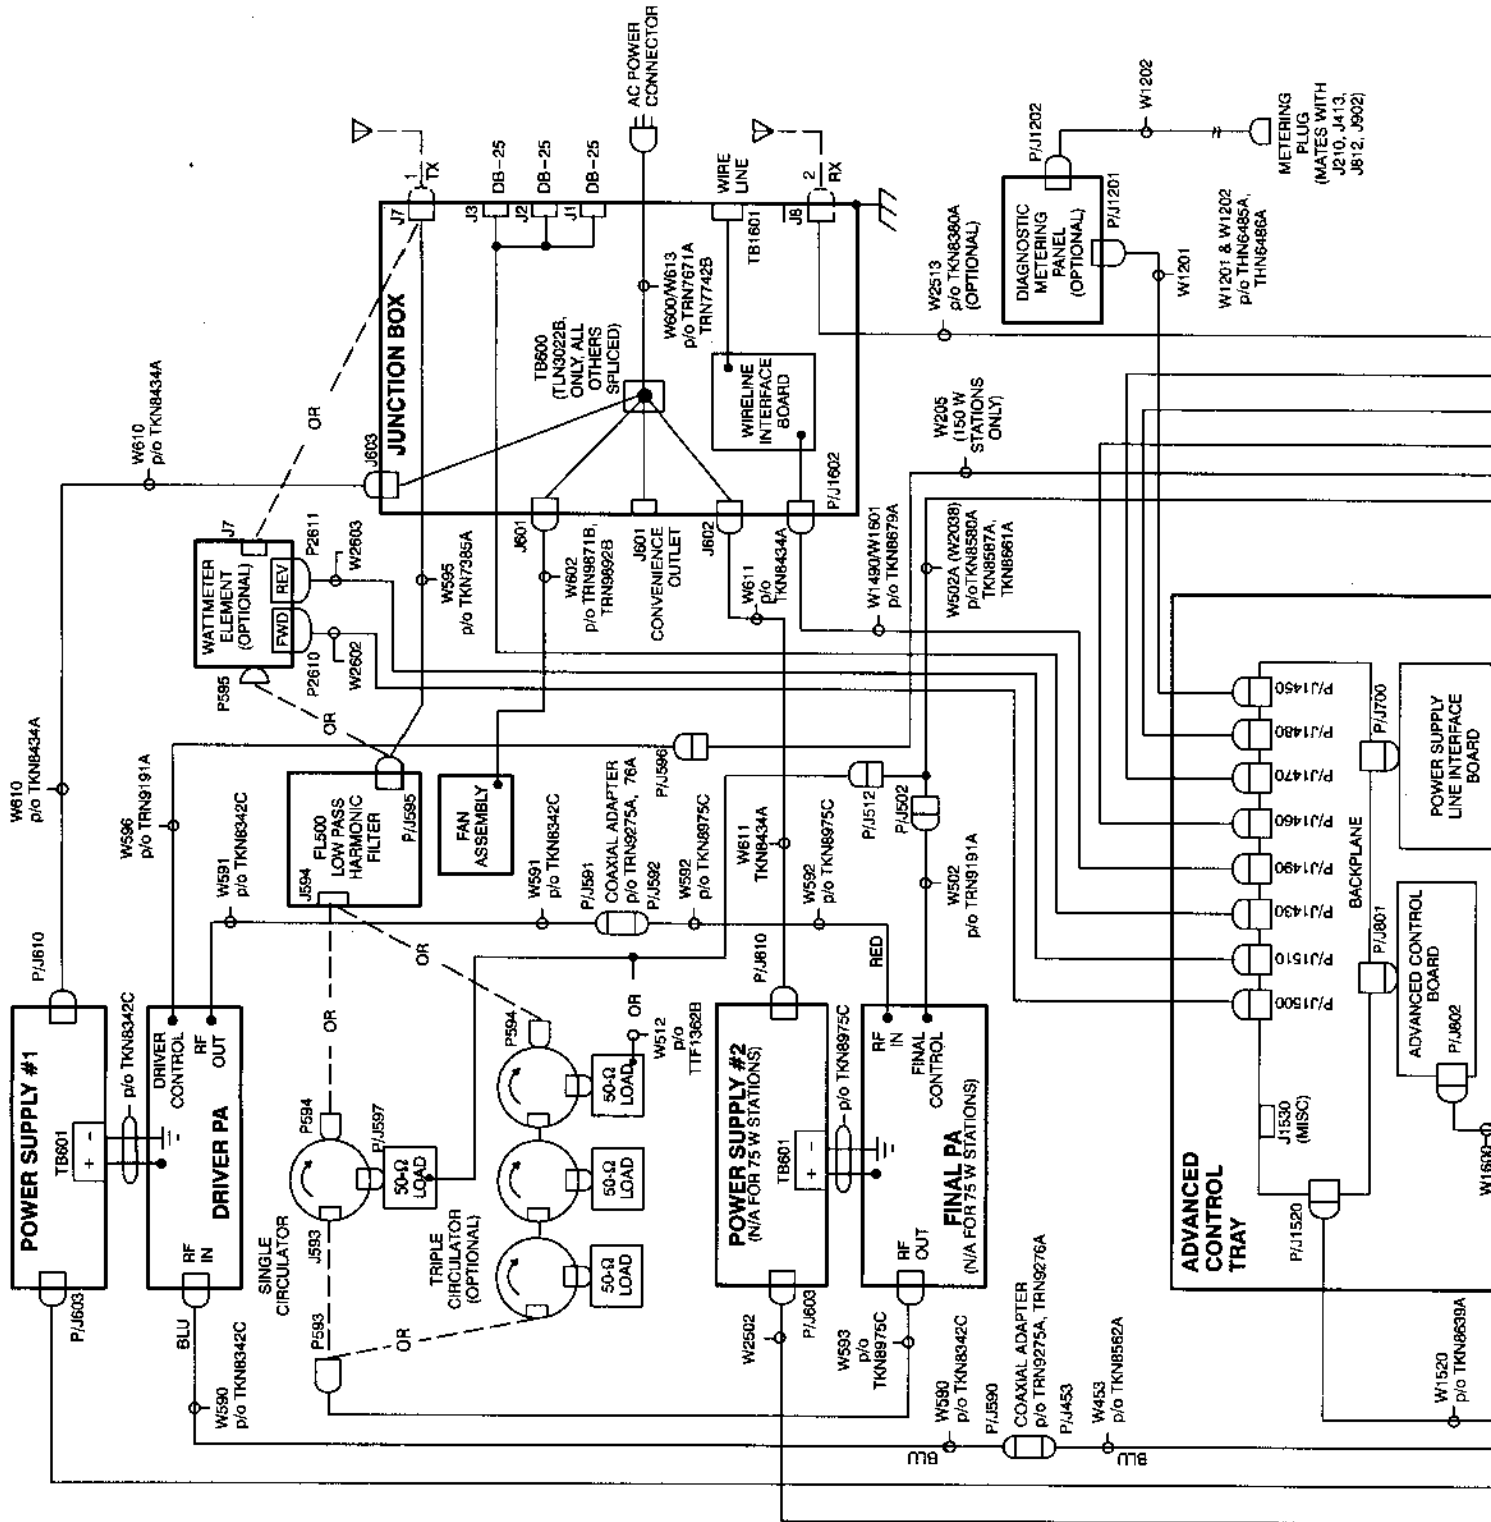 AC POWER
CONNECTOR
W610
p/o TKN8434A
OR
J603
JUNCTION BOX
J7
1
TX
J3
DB-25
J2
DB-25
J1
DB-25
WIRE
LINE
TB1601
J8
2
RX
TB600
(TLN3022B,
ONLY, ALL
OTHERS
SPLICED)
W600/W613
p/o TRN7671A
TRN7742B
WIRELINE
INTERFACE
BOARD
J601
J601
CONVENIENCE
OUTLET
J602
P/J1602
P/J1202
W1202
METERING
PLUG
(MATES WITH
J210, J413,
J812, J902)
DIAGNOSTIC
METERING
PANEL
(OPTIONAL)
P/J1201
W1201
W1201 & W1202
p/o THN6485A,
THN6486A
W2513
p/o TKN8380A
(OPTIONAL)
W205
(150 W
STATIONS
ONLY)
WATTMETER
ELEMENT
(OPTIONAL)
J7
FWD
REV
P2610
P2611
W2602
W2603
P595
OR
W595
p/o TKN7385A
W602
p/o TRN9871B,
TRN9892B
W611
p/o
TKN8434A
W1490/W1601
p/o TKN8679A
W502A (W2038)
p/o TKN8580A
TKN8587A,
TKN8661A
W610
p/o TKN8434A
W596
p/o TRN9191A
W591
p/o TKN8342C
J594
FL500
LOW PASS
HARMONIC
FILTER
P/J595
FAN
ASSEMBLY
W591
p/o TKN8342C
P/J591
COAXIAL ADAPTER
p/o TRN9275A, 76A
P/J592
P/J596
W592
p/o TKN8975C
W611
TKN8434A
W592
p/o TKN8975C
P/J512
P/J502
W502
p/o TRN9191A
P/J610
POWER SUPPLY #1
TB601
+ -
p/o TKN8342C
DRIVER
CONTROL
RF
OUT
DRIVER PA
RF
IN
P/J603
BLU
W590
p/o TKN8342C
OR
OR
P594
P/J597
50-Ω
LOAD
SINGLE
CIRCULATOR
J593
P593
OR
TRIPLE
CIRCULATOR
(OPTIONAL)
P594
50-Ω
LOAD
50-Ω
LOAD
50-Ω
LOAD
OR
W512
p/o
TTF1362B
P/J610
RED
POWER SUPPLY #2
(N/A FOR 75 W STATIONS)
TB601
+ -
p/o TKN8975C
RF
IN
FINAL
CONTROL
FINAL PA
(N/A FOR 75 W STATIONS)
RF
OUT
W2502
P/J603
W593
p/o
TKN8975C
W590
p/o TKN8342C
BLU
P/J590
COAXIAL ADAPTER
p/o TRN9275A, TRN9276A
P/J453
W453
p/o TKN8562A
BLU
ADVANCED
CONTROL
TRAY
P/J1450
P/J1480
P/J1470
P/J1460
P/J1490
P/J1430
P/J1510
P/J1500
BACKPLANE
J1530
(MISC)
P/J1520
P/J700
POWER SUPPLY
LINE INTERFACE
BOARD
P/J801
ADVANCED CONTROL
BOARD
P/J802
W1600
W1520
p/o TKN8639A